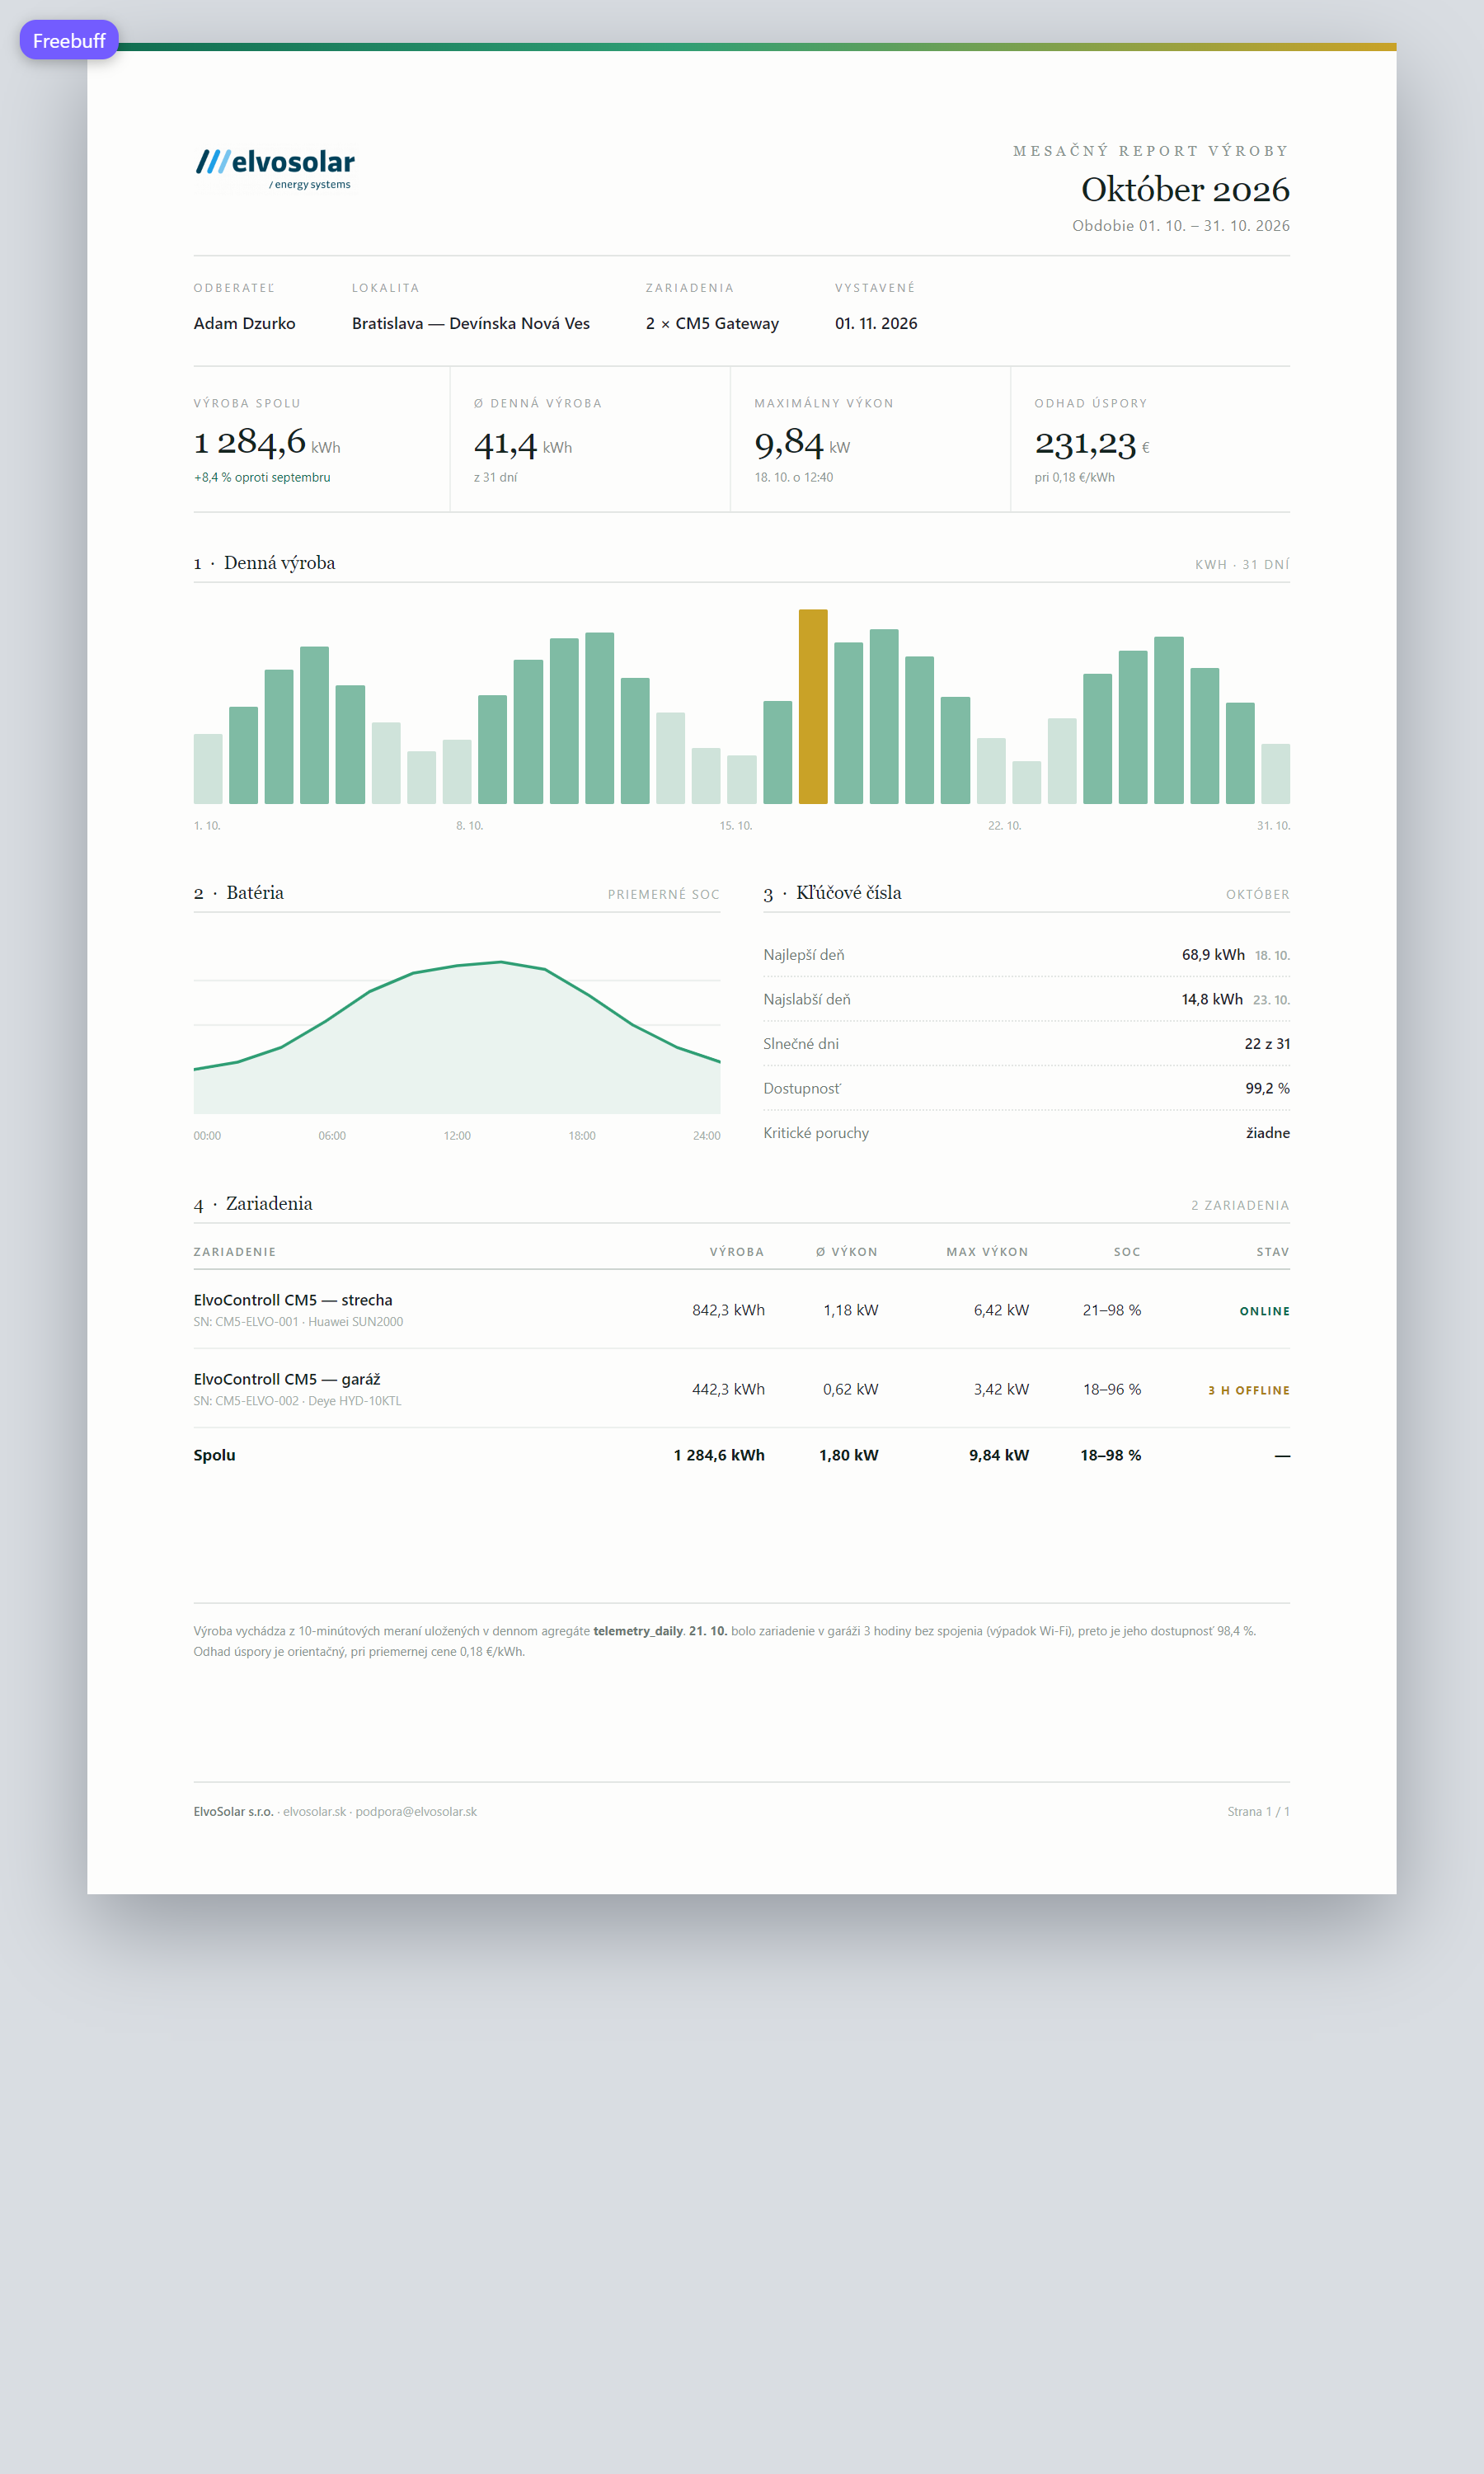 Freebuff
elvosolar
/ energy systems
MESAČNÝ REPORT VÝROBY
Október 2026
Obdobie 01. 10. – 31. 10. 2026
ODBERATEĽ LOKALITA ZARIADENIA VYSTAVENÉ
Adam Dzurko Bratislava — Devínska Nová Ves 2 × CM5 Gateway 01. 11. 2026
VÝROBA SPOLU Ø DENNÁ VÝROBA MAXIMÁLNY VÝKON ODHAD ÚSPORY
1 284,6 kWh 41,4 kWh 9,84 kW 231,23 €
+8,4 % oproti septembru z 31 dní 18. 10. o 12:40 pri 0,18 €/kWh
1 · Denná výroba KWH · 31 DNÍ
1. 10. 8. 10. 15. 10. 22. 10. 31. 10.
2 · Batéria PRIEMERNÉ SOC
00:00 06:00 12:00 18:00 24:00
3 · Kľúčové čísla OKTÓBER
Najlepší deň 68,9 kWh 18. 10.
Najslabší deň 14,8 kWh 23. 10.
Slnečné dni 22 z 31
Dostupnosť 99,2 %
Kritické poruchy žiadne
4 · Zariadenia 2 ZARIADENIA
ZARIADENIE VÝROBA Ø VÝKON MAX VÝKON SOC STAV
ElvoControll CM5 — strecha 842,3 kWh 1,18 kW 6,42 kW 21–98 % ONLINE
SN: CM5-ELVO-001 · Huawei SUN2000
ElvoControll CM5 — garáž 442,3 kWh 0,62 kW 3,42 kW 18–96 % 3 H OFFLINE
SN: CM5-ELVO-002 · Deye HYD-10KTL
Spolu 1 284,6 kWh 1,80 kW 9,84 kW 18–98 % —
Výroba vychádza z 10-minútových meraní uložených v dennom agregáte telemetry_daily. 21. 10. bolo zariadenie v garáži 3 hodiny bez spojenia (výpadok Wi-Fi), preto je jeho dostupnosť 98,4 %.
Odhad úspory je orientačný, pri priemernej cene 0,18 €/kWh.
ElvoSolar s.r.o. · elvosolar.sk · podpora@elvosolar.sk Strana 1 / 1